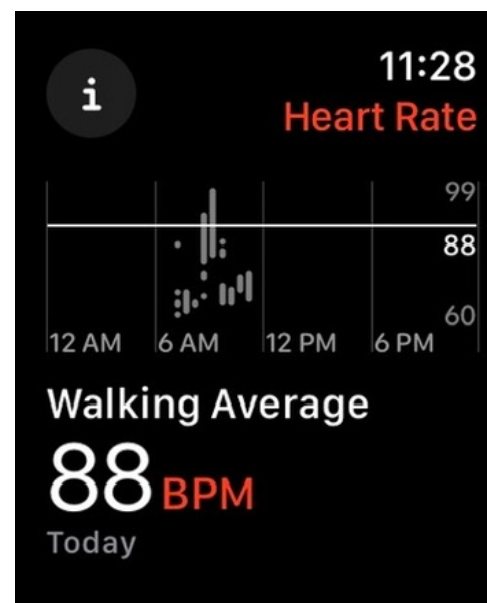 i
11:28
Heart Rate
99
88
60
12 AM 6 AM 12 PM 6 PM
Walking Average
88 BPM
Today